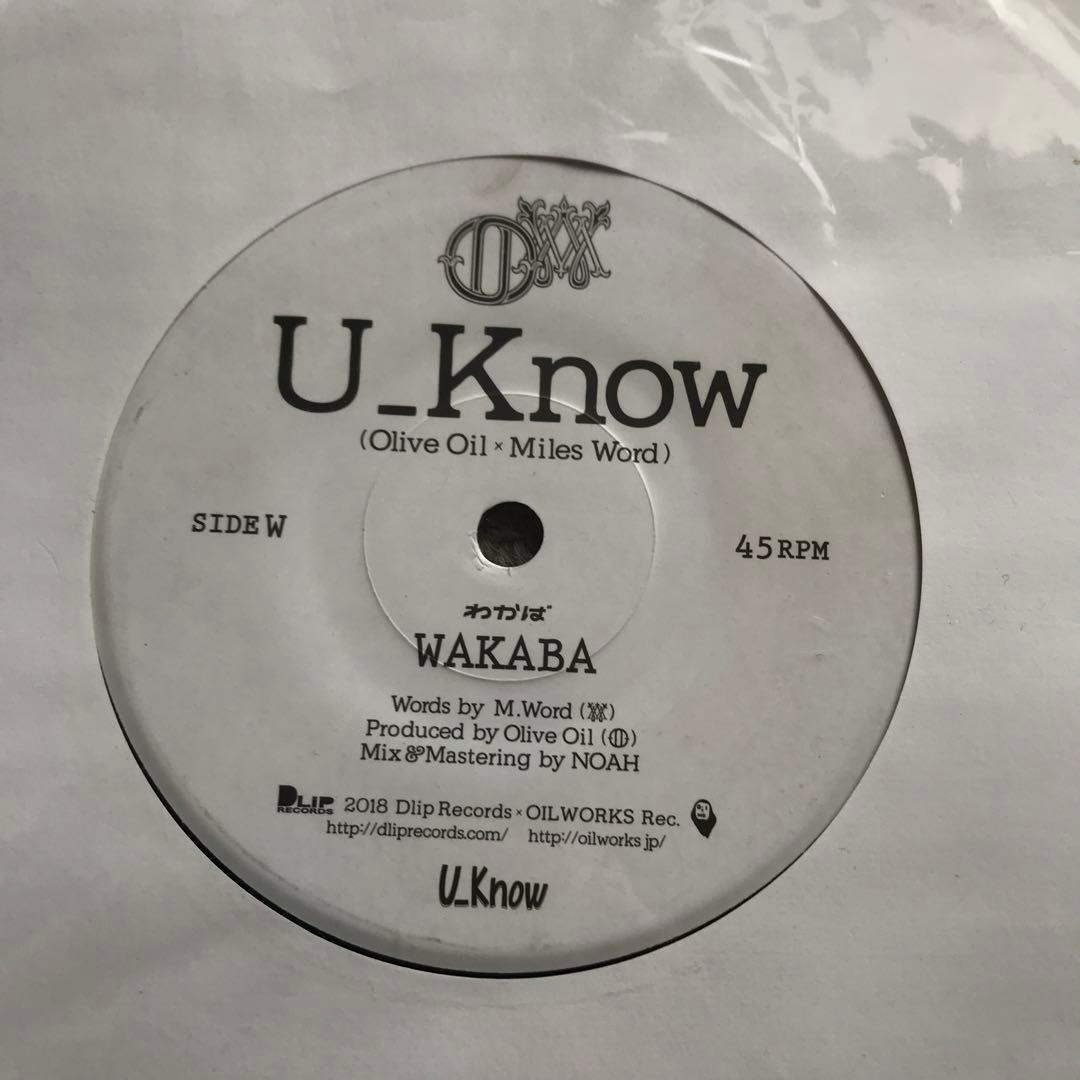 U_Know
(Olive Oil × Miles Word)
SIDE W
45 RPM
わかば
WAKABA
Words by M.Word (W)
Produced by Olive Oil (O)
Mix & Mastering by NOAH
DLIP RECORDS 2018 Dlip Records × OILWORKS Rec.
http://dliprecords.com/ http://oilworks.jp/
U_Know